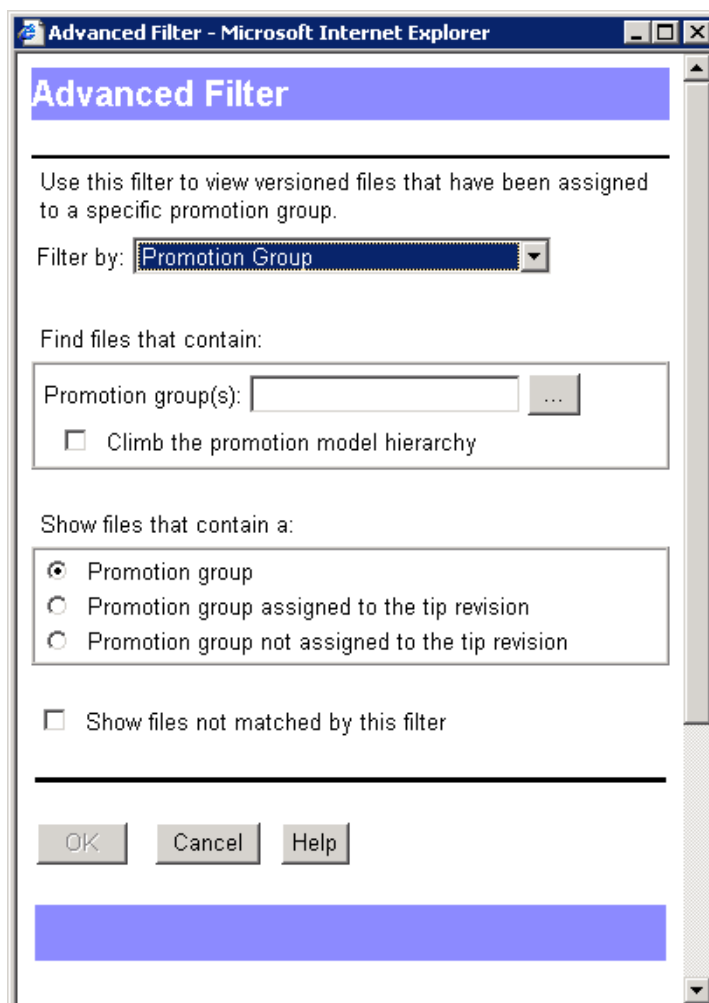 Advanced Filter - Microsoft Internet Explorer
Advanced Filter
Use this filter to view versioned files that have been assigned
to a specific promotion group.
Filter by: Promotion Group
Find files that contain:
Promotion group(s): ...
Climb the promotion model hierarchy
Show files that contain a:
Promotion group
Promotion group assigned to the tip revision
Promotion group not assigned to the tip revision
Show files not matched by this filter
OK Cancel Help